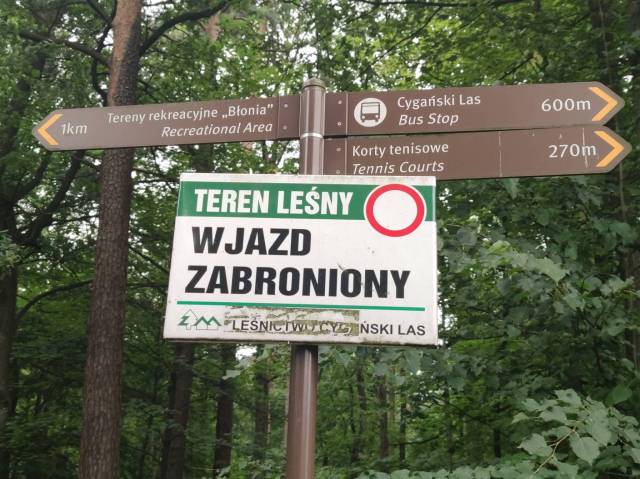 1km
Tereny rekreacyjne „Błonia”
Recreational Area
Cygański Las
Bus Stop
600m
Korty tenisowe
Tennis Courts
270m
TEREN LEŚNY
WJAZD
ZABRONIONY
LEŚNICTWO CYGAŃSKI LAS